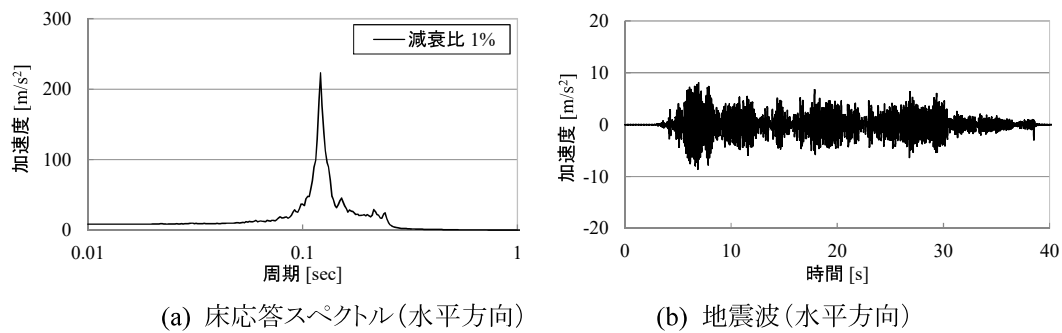 300
200
100
0
加速度 [m/s²]
減衰比 1%
0.01
0.1
1
周期 [sec]
(a) 床応答スペクトル(水平方向)
20
10
0
-10
-20
加速度 [m/s²]
0
10
20
30
40
時間 [s]
(b) 地震波(水平方向)